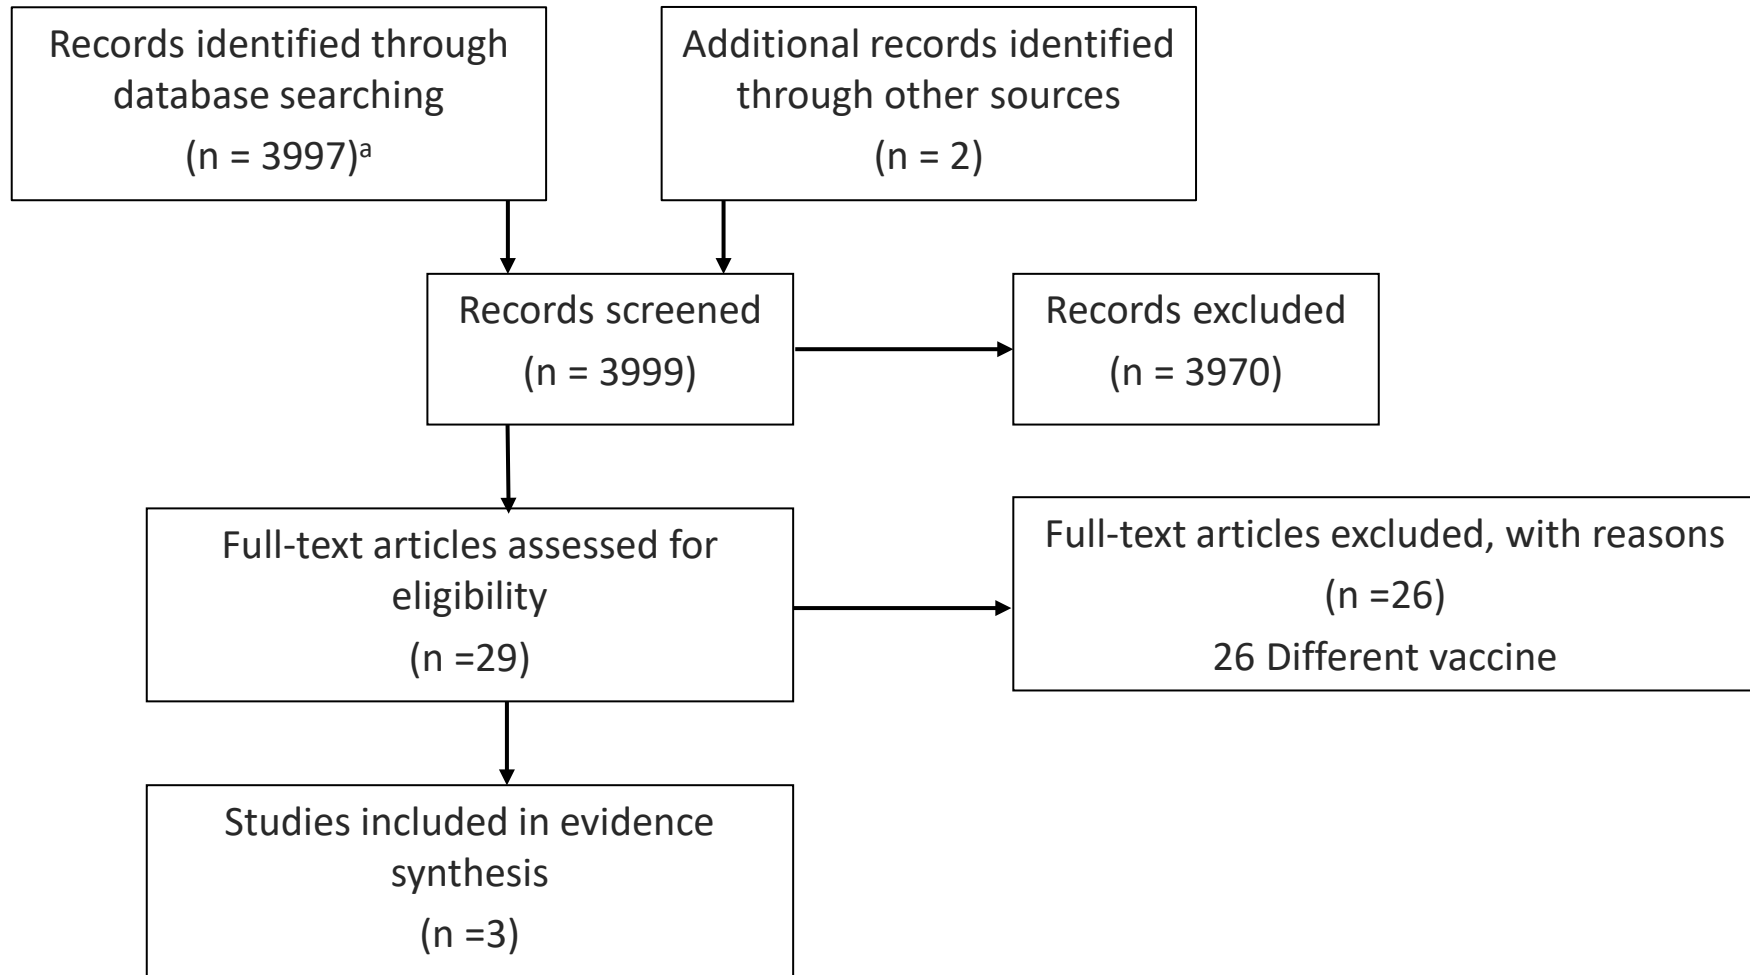 Records identified through
database searching
(n = 3997)ᵃ
Additional records identified
through other sources
(n = 2)
Records screened
(n = 3999)
Records excluded
(n = 3970)
Full-text articles assessed for
eligibility
(n =29)
Full-text articles excluded, with reasons
(n =26)
26 Different vaccine
Studies included in evidence
synthesis
(n =3)